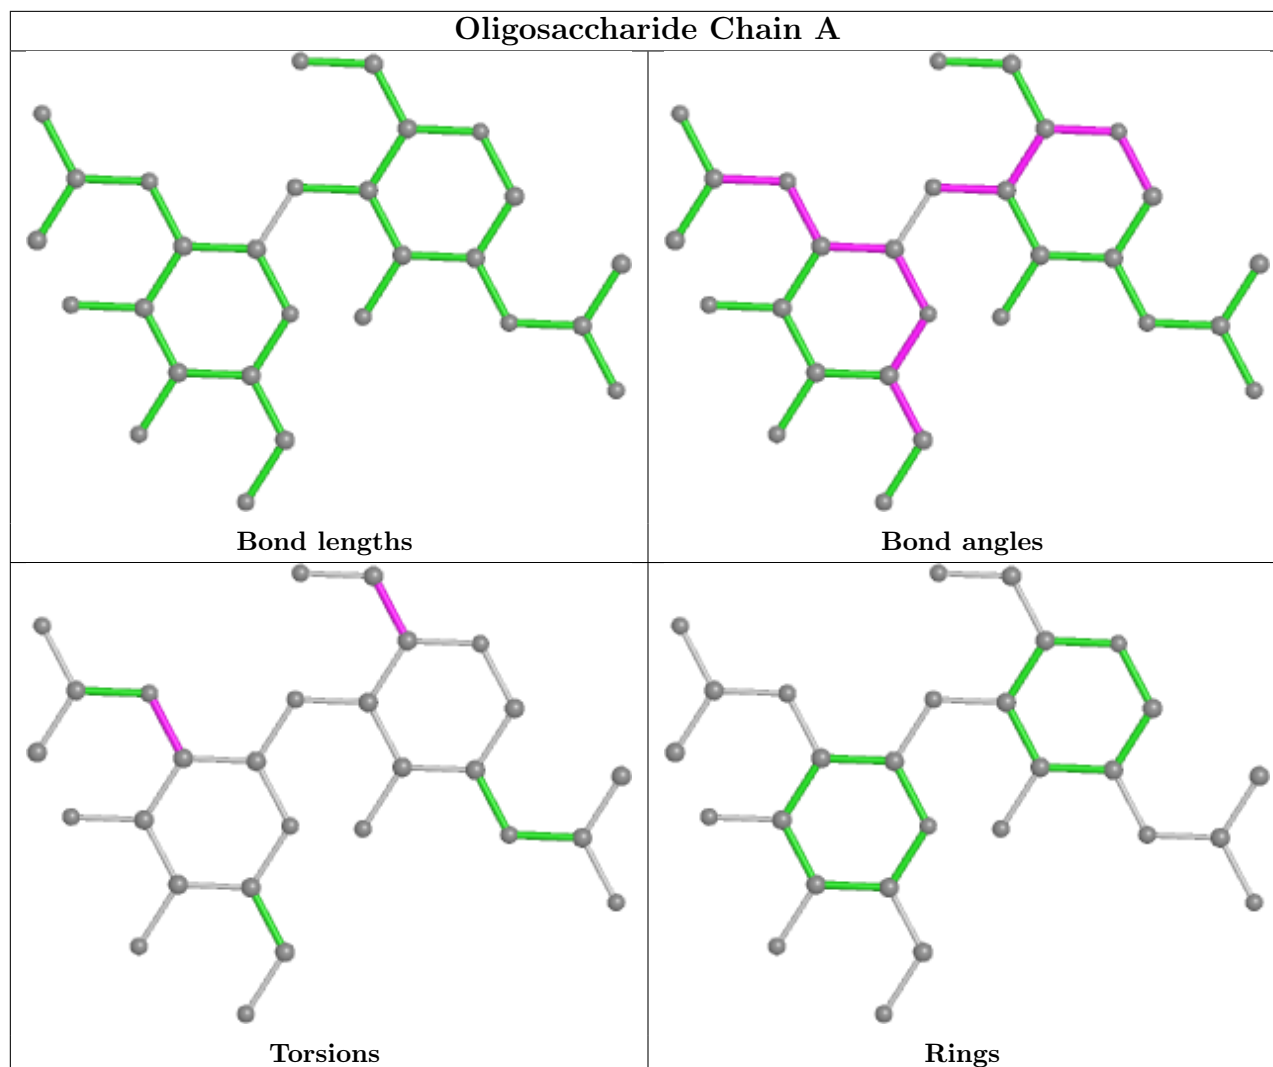 Oligosaccharide Chain A
Bond lengths
Bond angles
Torsions
Rings